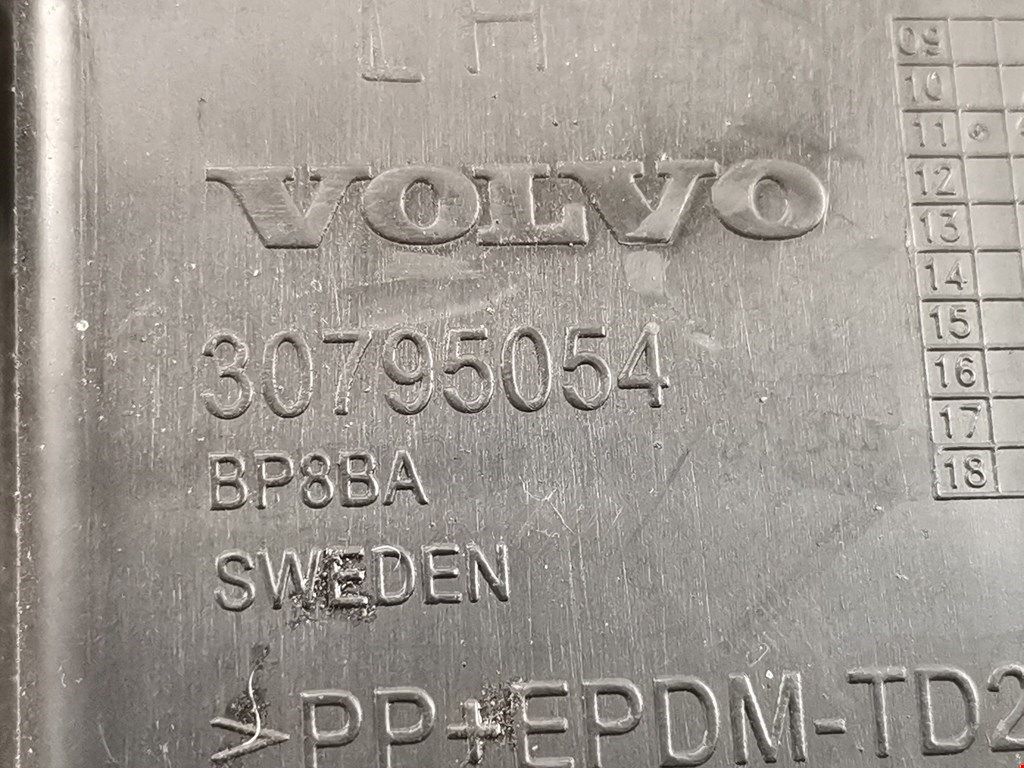 LH
VOLVO
30795054
BP8BA
SWEDEN
>PP+EPDM-TD2
09
10
11
12
13
14
15
16
17
18